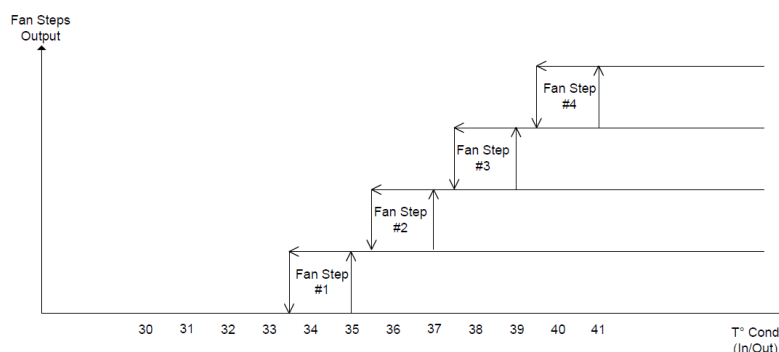 Fan Steps
Output
Fan Step
#4
Fan Step
#3
Fan Step
#2
Fan Step
#1
30 31 32 33 34 35 36 37 38 39 40 41
T° Cond
(In/Out)